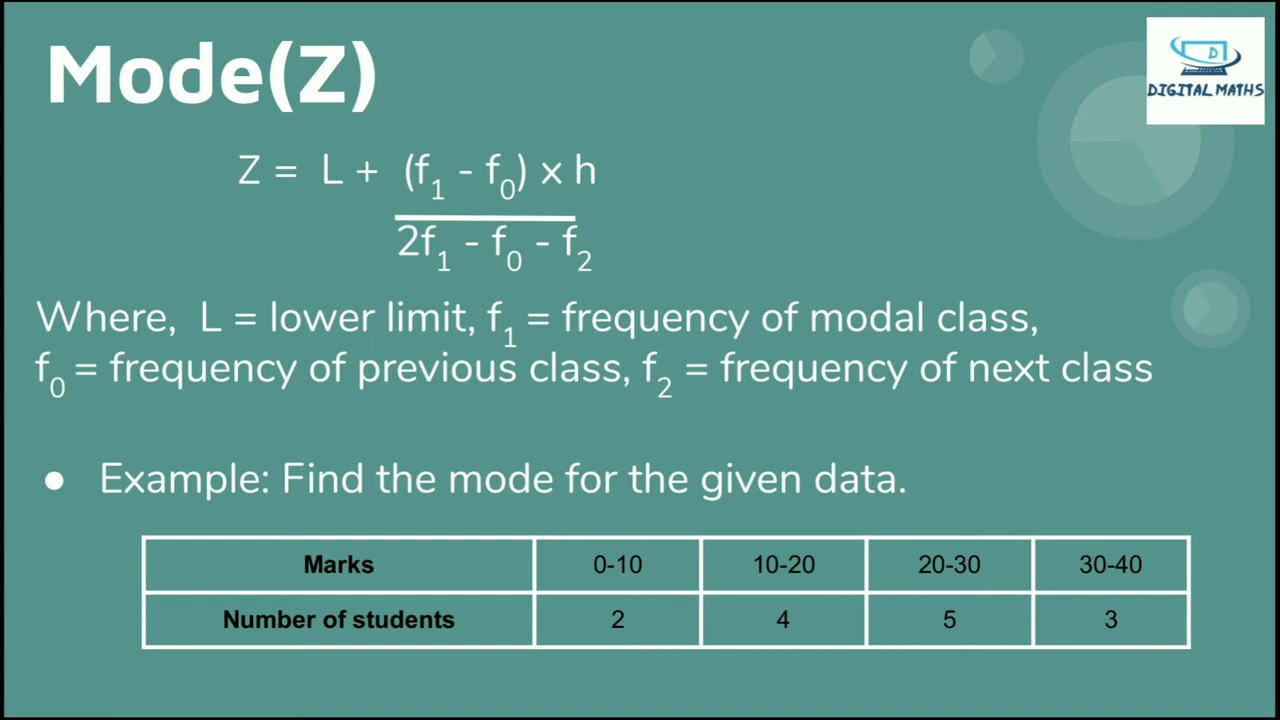 Mode(Z)
D
DIGITAL MATHS
Z = L + (f₁ - f₀) x h
2f₁ - f₀ - f₂
Where, L = lower limit, f₁ = frequency of modal class,
f₀ = frequency of previous class, f₂ = frequency of next class
● Example: Find the mode for the given data.
Marks 0-10 10-20 20-30 30-40
Number of students 2 4 5 3